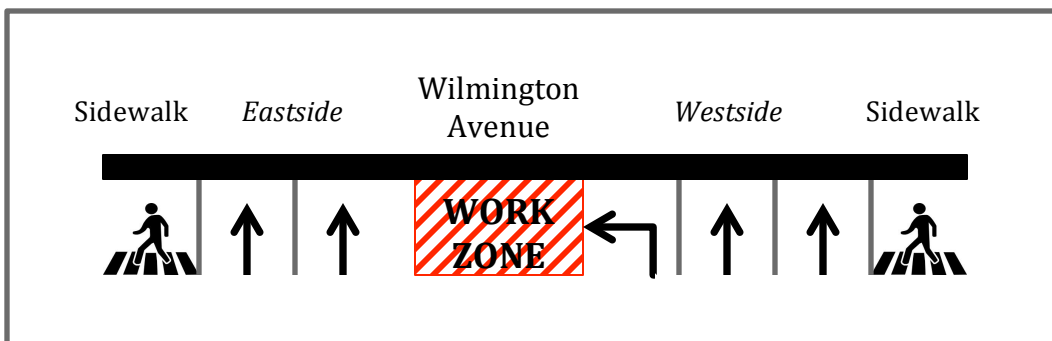 Wilmington
Avenue
Sidewalk
Eastside
Westside
Sidewalk
WORK
ZONE